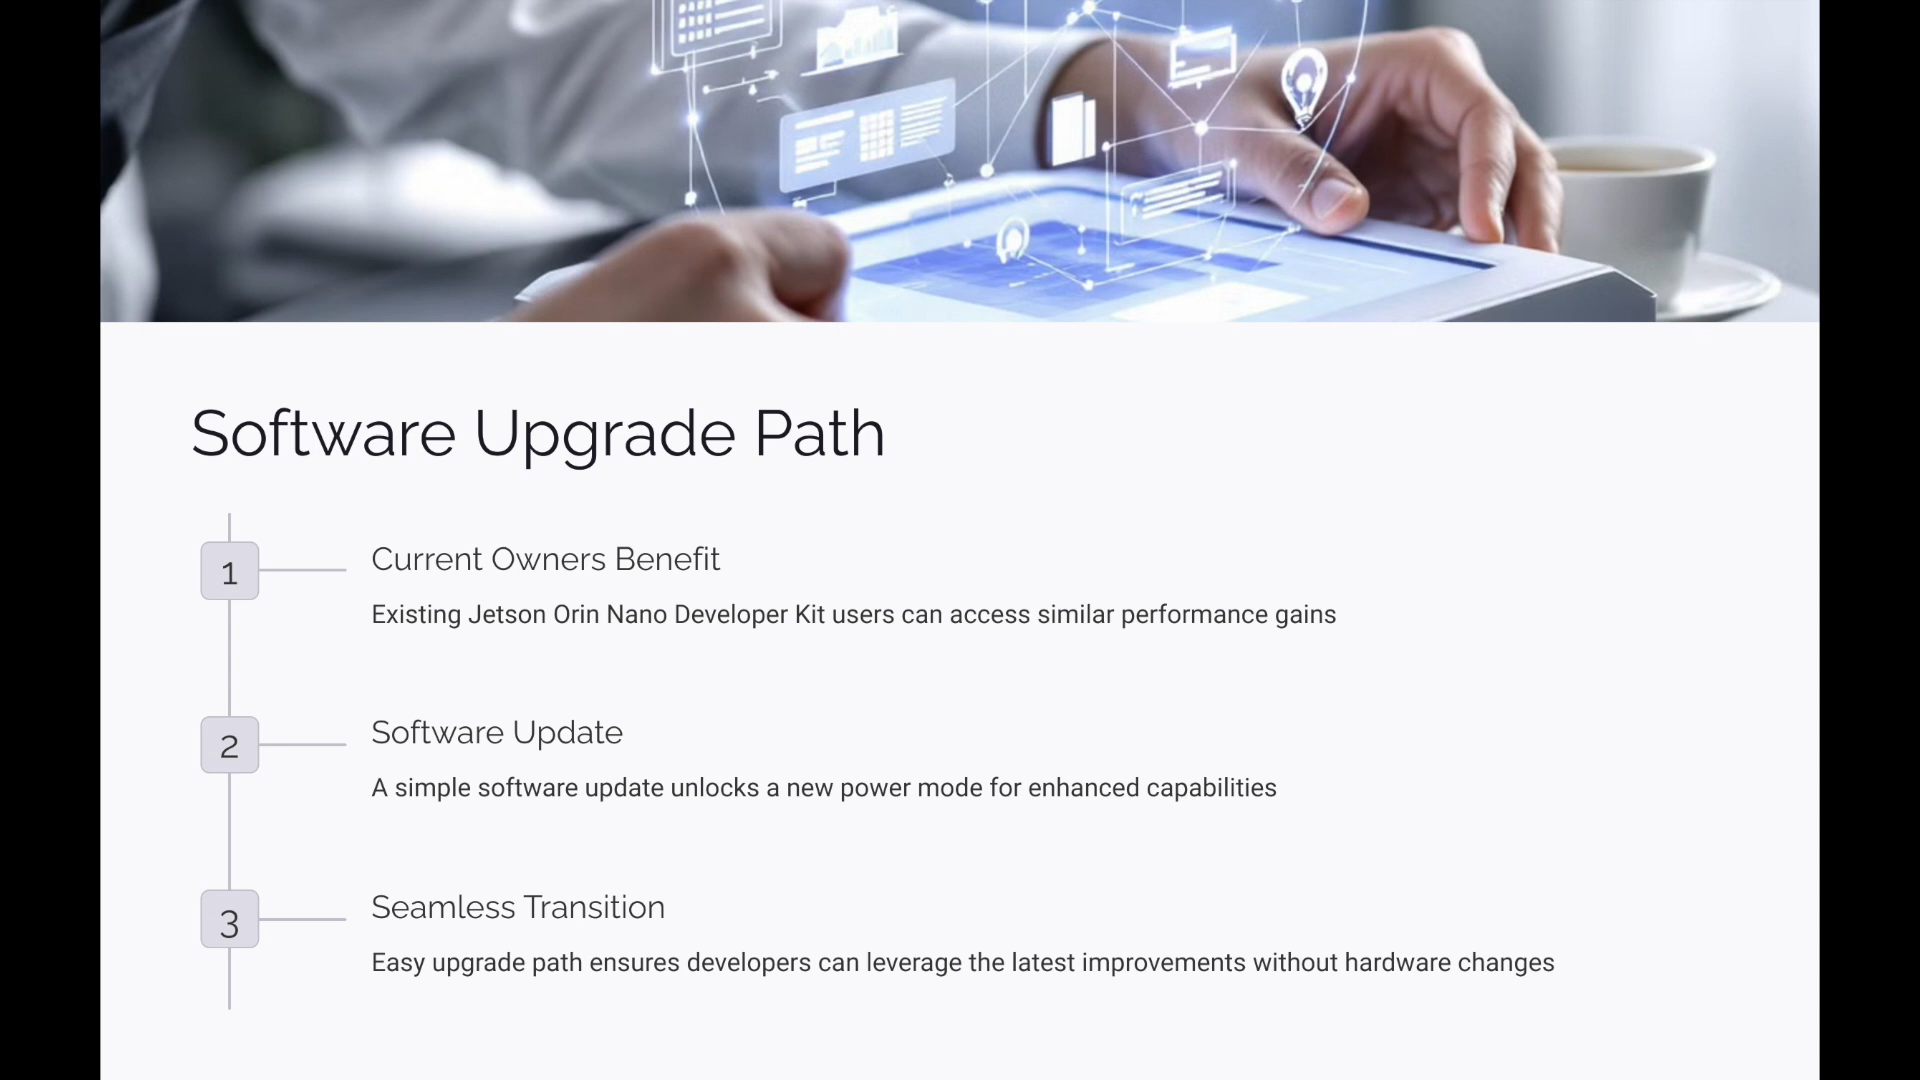 Software Upgrade Path
1
Current Owners Benefit
Existing Jetson Orin Nano Developer Kit users can access similar performance gains
2
Software Update
A simple software update unlocks a new power mode for enhanced capabilities
3
Seamless Transition
Easy upgrade path ensures developers can leverage the latest improvements without hardware changes